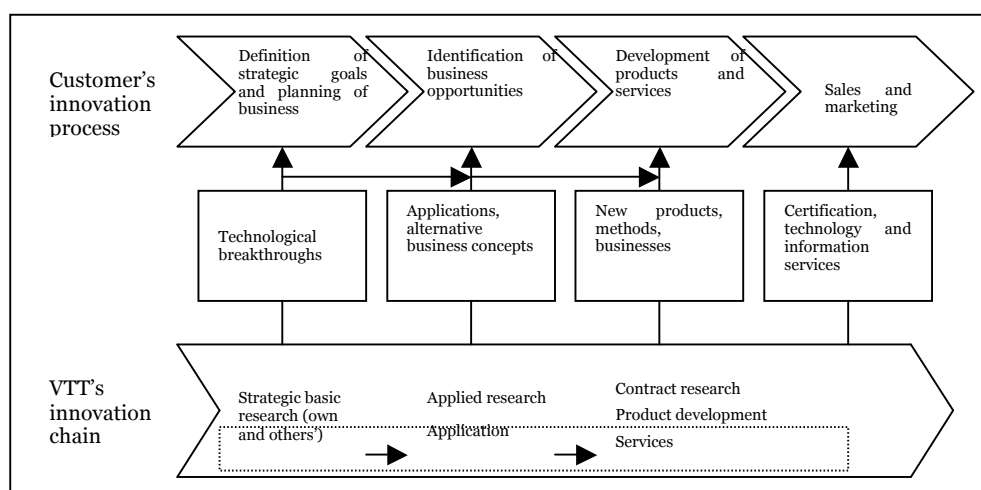 Customer's
innovation
process
Definition of
strategic goals
and planning of
business
Identification of
business
opportunities
Development of
products and
services
Sales and
marketing
Technological
breakthroughs
Applications,
alternative
business concepts
New products,
methods,
businesses
Certification,
technology and
information
services
VTT's
innovation
chain
Strategic basic
research (own
and others')
Applied research
Application
Contract research
Product development
Services